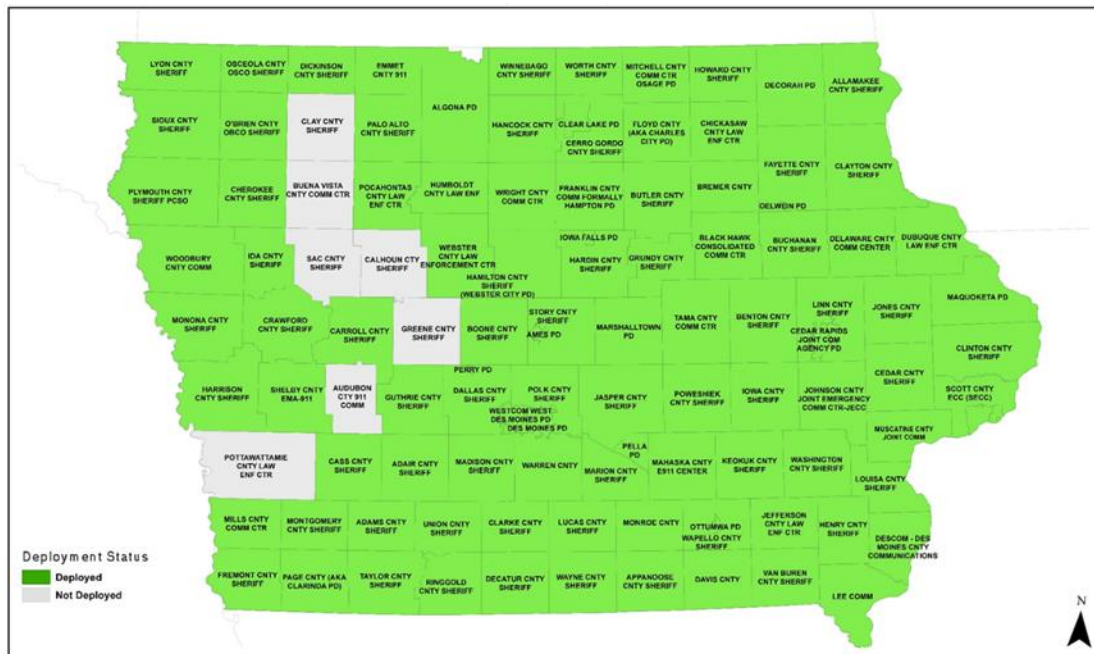 LYON CNTY
SHERIFF
OSCEOLA CNTY
OSCO SHERIFF
DICKINSON
CNTY SHERIFF
EMMET
CNTY 911
WINNEBAGO
CNTY SHERIFF
WORTH CNTY
SHERIFF
MITCHELL CNTY
COMM CTR
OSAGE PD
HOWARD CNTY
SHERIFF
DECORAH PD
ALLAMAKEE
CNTY SHERIFF
SIOUX CNTY
SHERIFF
O'BRIEN CNTY
OBCO SHERIFF
CLAY CNTY
SHERIFF
PALO ALTO
CNTY SHERIFF
ALGONA PD
HANCOCK CNTY
SHERIFF
CLEAR LAKE PD
CERRO GORDO
CNTY SHERIFF
FLOYD CNTY
(AKA CHARLES
CITY PD)
CHICKASAW
CNTY LAW
ENF CTR
FAYETTE CNTY
SHERIFF
CLAYTON CNTY
SHERIFF
PLYMOUTH CNTY
SHERIFF PCSO
CHEROKEE
CNTY SHERIFF
BUENA VISTA
CNTY COMM CTR
POCAHONTAS
CNTY LAW
ENF CTR
HUMBOLDT
CNTY LAW ENF
WRIGHT CNTY
COMM CTR
FRANKLIN CNTY
COMM FORMALLY
HAMPTON PD
BUTLER CNTY
SHERIFF
BREMER CNTY
OELWEIN PD
WOODBURY
CNTY COMM
IDA CNTY
SHERIFF
SAC CNTY
SHERIFF
CALHOUN CTY
SHERIFF
WEBSTER
CNTY LAW
ENFORCEMENT CTR
HAMILTON CNTY
SHERIFF
(WEBSTER CITY PD)
IOWA FALLS PD
HARDIN CNTY
SHERIFF
GRUNDY CNTY
SHERIFF
BLACK HAWK
CONSOLIDATED
COMM CTR
BUCHANAN CNTY
SHERIFF
DELAWARE CNTY
COMM CENTER
DUBUQUE CNTY
LAW ENF CTR
MONONA CNTY
SHERIFF
CRAWFORD
CNTY SHERIFF
CARROLL CNTY
SHERIFF
GREENE CNTY
SHERIFF
BOONE CNTY
SHERIFF
STORY CNTY
SHERIFF
AMES PD
MARSHALLTOWN
PD
TAMA CNTY
COMM CTR
BENTON CNTY
SHERIFF
LINN CNTY
SHERIFF
CEDAR RAPIDS
JOINT COM
AGENCY PD
JONES CNTY
SHERIFF
MAQUOKETA PD
CLINTON CNTY
SHERIFF
HARRISON
CNTY SHERIFF
SHELBY CNTY
EMA-911
AUDUBON
CTY 911
COMM
GUTHRIE CNTY
SHERIFF
PERRY PD
DALLAS CNTY
SHERIFF
POLK CNTY
SHERIFF
WESTCOM WEST
DES MOINES PD
DES MOINES PD
JASPER CNTY
SHERIFF
POWESHIEK
CNTY SHERIFF
IOWA CNTY
SHERIFF
JOHNSON CNTY
JOINT EMERGENCY
COMM CTR-JECC
CEDAR CNTY
SHERIFF
SCOTT CNTY
ECC (SECC)
MUSCATINE CNTY
JOINT COMM
POTTAWATTAMIE
CNTY LAW
ENF CTR
CASS CNTY
SHERIFF
ADAIR CNTY
SHERIFF
MADISON CNTY
SHERIFF
WARREN CNTY
MARION CNTY
SHERIFF
PELLA
PD
MAHASKA CNTY
E911 CENTER
KEOKUK CNTY
SHERIFF
WASHINGTON
CNTY SHERIFF
LOUISA CNTY
SHERIFF
MILLS CNTY
COMM CTR
MONTGOMERY
CNTY SHERIFF
ADAMS CNTY
SHERIFF
UNION CNTY
SHERIFF
CLARKE CNTY
SHERIFF
LUCAS CNTY
SHERIFF
MONROE CNTY
OTTUMWA PD
WAPELLO CNTY
SHERIFF
JEFFERSON
CNTY LAW
ENF CTR
HENRY CNTY
SHERIFF
DESCOM - DES
MOINES CNTY
COMMUNICATIONS
FREMONT CNTY
SHERIFF
PAGE CNTY (AKA
CLARINDA PD)
TAYLOR CNTY
SHERIFF
RINGGOLD
CNTY SHERIFF
DECATUR CNTY
SHERIFF
WAYNE CNTY
SHERIFF
APPANOOSE
CNTY SHERIFF
DAVIS CNTY
VAN BUREN
CNTY SHERIFF
LEE COMM
Deployment Status
Deployed
Not Deployed
N